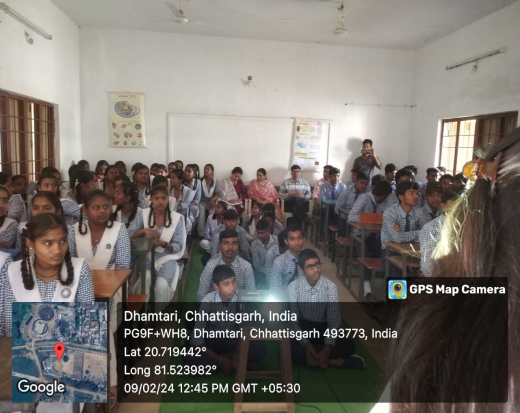 GPS Map Camera
Dhamtari, Chhattisgarh, India
PG9F+WH8, Dhamtari, Chhattisgarh 493773, India
Lat 20.719442°
Long 81.523982°
09/02/24 12:45 PM GMT +05:30
Google